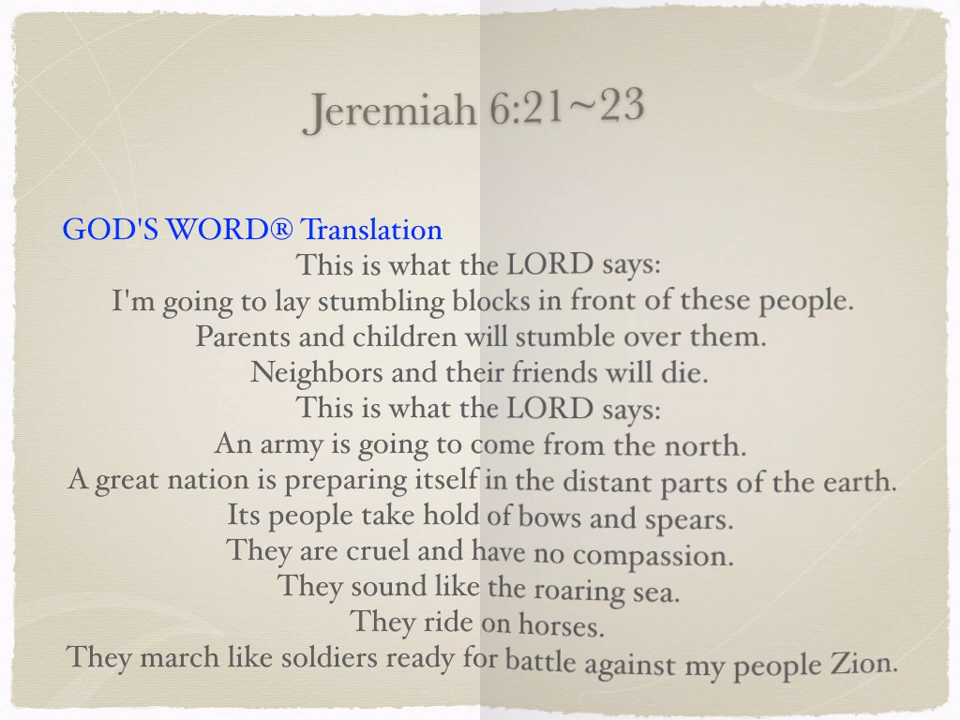 Jeremiah 6:21~23
GOD'S WORD® Translation
This is what the LORD says:
I'm going to lay stumbling blocks in front of these people.
Parents and children will stumble over them.
Neighbors and their friends will die.
This is what the LORD says:
An army is going to come from the north.
A great nation is preparing itself in the distant parts of the earth.
Its people take hold of bows and spears.
They are cruel and have no compassion.
They sound like the roaring sea.
They ride on horses.
They march like soldiers ready for battle against my people Zion.